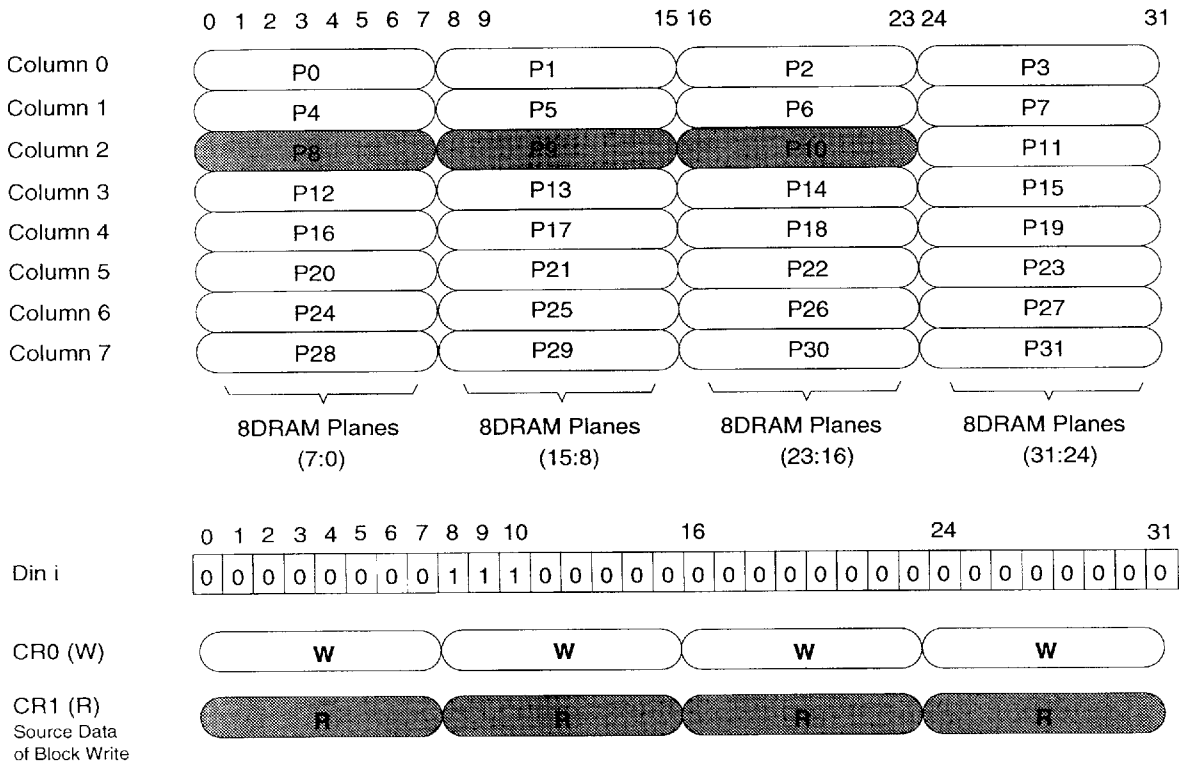 0 1 2 3 4 5 6 7 8 9 15 16 23 24 31
Column 0 P0 P1 P2 P3
Column 1 P4 P5 P6 P7
Column 2 P8 P9 P10 P11
Column 3 P12 P13 P14 P15
Column 4 P16 P17 P18 P19
Column 5 P20 P21 P22 P23
Column 6 P24 P25 P26 P27
Column 7 P28 P29 P30 P31
8DRAM Planes 8DRAM Planes 8DRAM Planes 8DRAM Planes
(7:0) (15:8) (23:16) (31:24)
0 1 2 3 4 5 6 7 8 9 10 16 24 31
Din i 0 0 0 0 0 0 0 0 1 1 1 0 0 0 0 0 0 0 0 0 0 0 0 0 0 0 0 0 0 0 0 0
CR0 (W) W W W W
CR1 (R) R R R R
Source Data
of Block Write